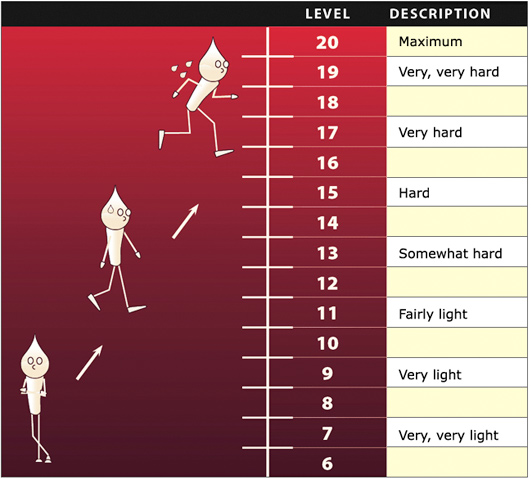 LEVEL DESCRIPTION
20 Maximum
19 Very, very hard
18
17 Very hard
16
15 Hard
14
13 Somewhat hard
12
11 Fairly light
10
9 Very light
8
7 Very, very light
6